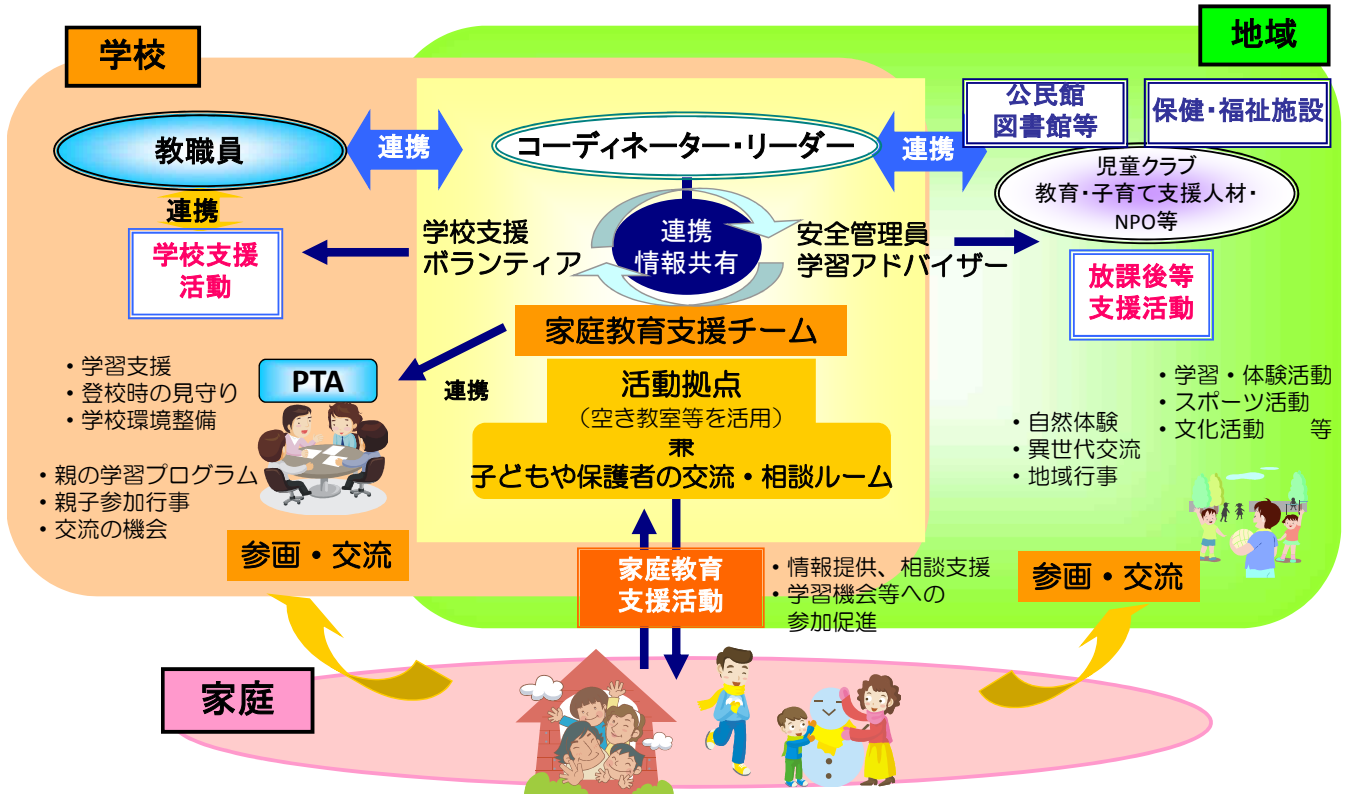 学校
地域
教職員
連携
コーディネーター・リーダー
連携
公民館
図書館等
保健・福祉施設
児童クラブ
教育・子育て支援人材・
NPO等
連携
学校支援
活動
学校支援
ボランティア
連携
情報共有
安全管理員
学習アドバイザー
放課後等
支援活動
家庭教育支援チーム
・学習支援
・登校時の見守り
・学校環境整備
PTA
連携
活動拠点
（空き教室等を活用）
兼
子どもや保護者の交流・相談ルーム
・学習・体験活動
・スポーツ活動
・文化活動　　等
・自然体験
・異世代交流
・地域行事
・親の学習プログラム
・親子参加行事
・交流の機会
参画・交流
家庭教育
支援活動
・情報提供、相談支援
・学習機会等への
参加促進
参画・交流
家庭